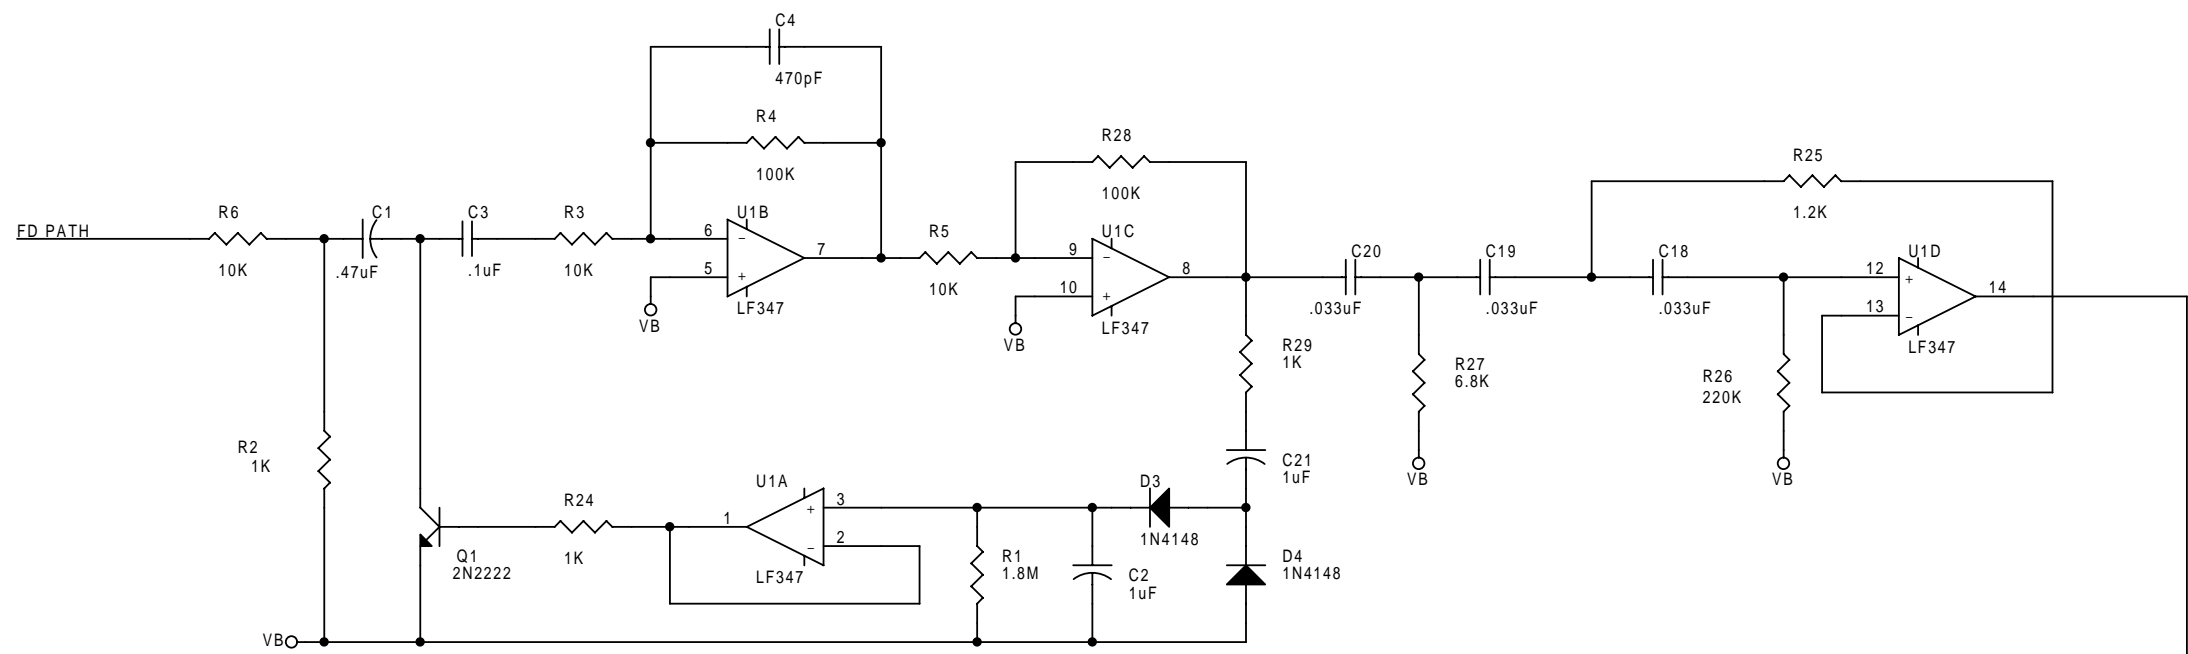 C4
470pF
R4
100K
R28
100K
R25
1.2K
FD PATH
R6
10K
C1
.47uF
C3
.1uF
R3
10K
U1B
6
5
7
−
+
LF347
VB
R5
10K
U1C
9
10
8
−
+
LF347
VB
C20
.033uF
C19
.033uF
C18
.033uF
U1D
12
13
14
+
−
LF347
R29
1K
R27
6.8K
VB
R26
220K
VB
R2
1K
C21
1uF
Q1
2N2222
R24
1K
U1A
1
3
2
+
−
LF347
R1
1.8M
C2
1uF
D3
1N4148
D4
1N4148
VB